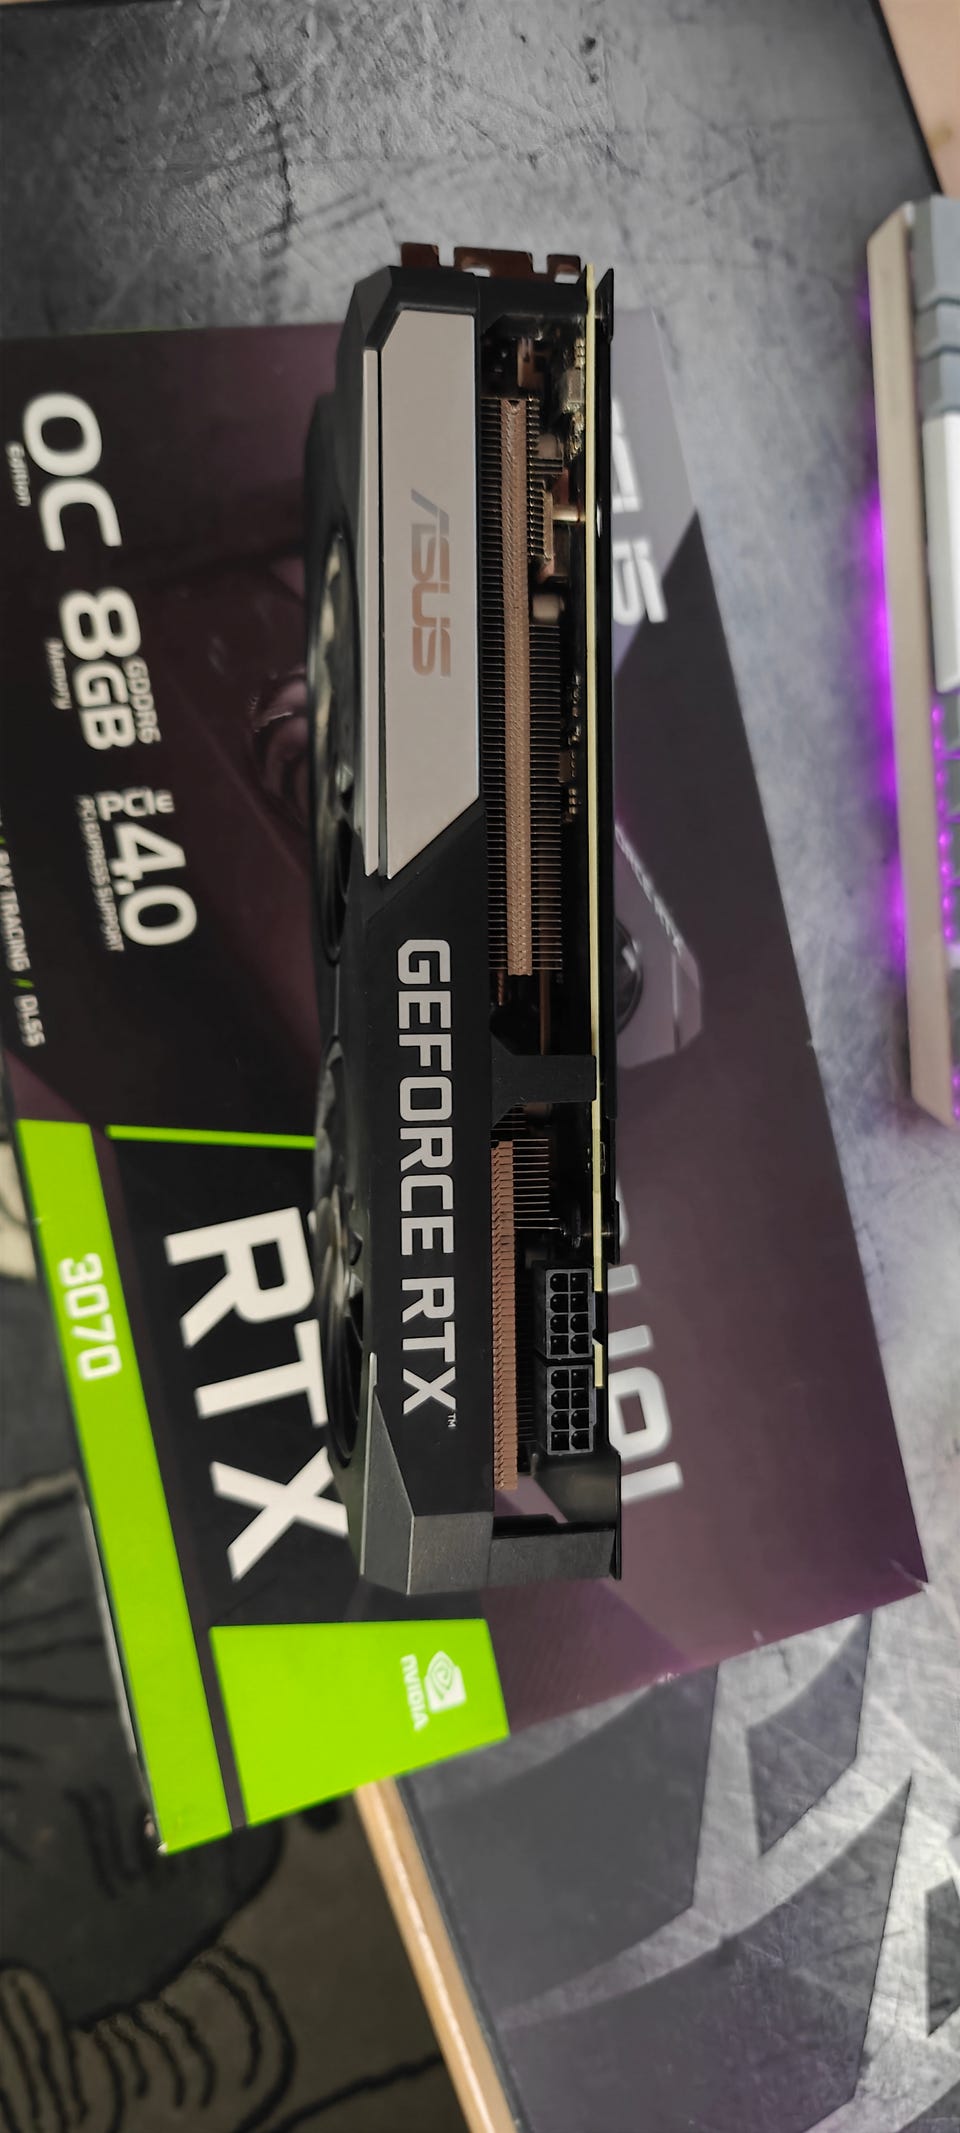 ASUS
GEFORCE RTX™
OC
Edition
8GB
GDDR6
Memory
PCIe
4.0
PCI EXPRESS SUPPORT
RAY TRACING / DLSS
RTX
3070
NVIDIA